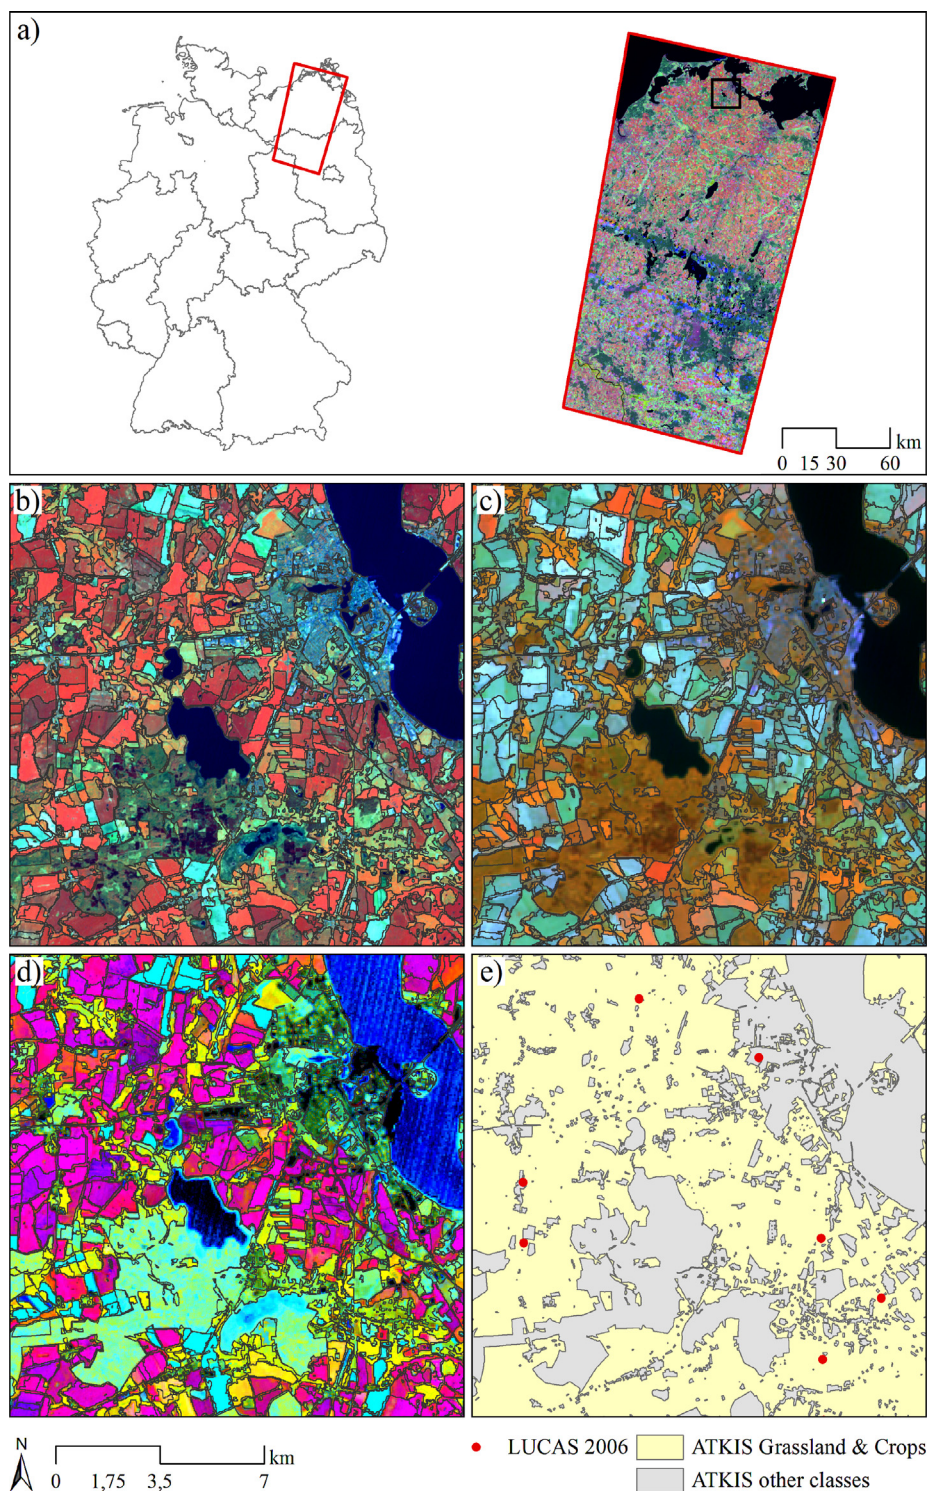 a)
km
0 15 30 60
b)
c)
d)
e)
N
0 1,75 3,5 7
km
LUCAS 2006
ATKIS Grassland & Crops
ATKIS other classes